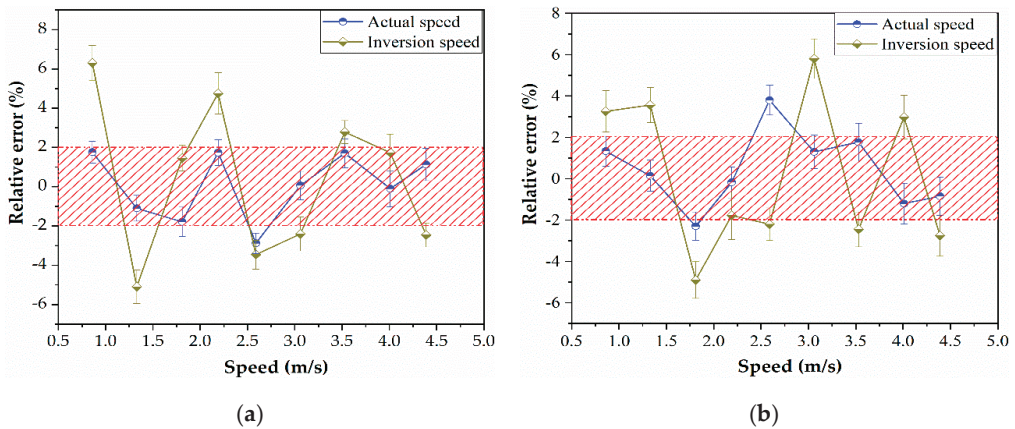 Actual speed
Inversion speed
Relative error (%)
8
6
4
2
0
-2
-4
-6
0.5 1.0 1.5 2.0 2.5 3.0 3.5 4.0 4.5 5.0
Speed (m/s)
(a)
Actual speed
Inversion speed
Relative error (%)
8
6
4
2
0
-2
-4
-6
0.5 1.0 1.5 2.0 2.5 3.0 3.5 4.0 4.5 5.0
Speed (m/s)
(b)